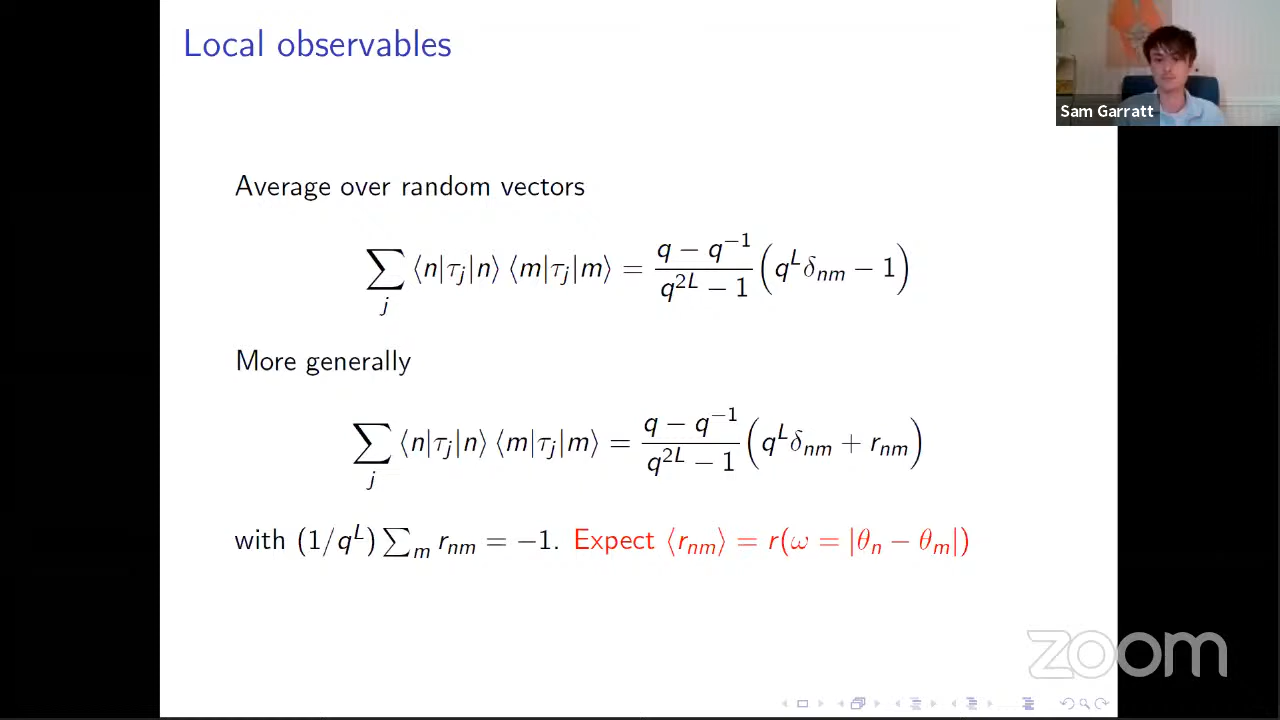 Local observables
Sam Garratt
Average over random vectors
∑_j ⟨n|τ_j|n⟩ ⟨m|τ_j|m⟩ = \frac{q − q^{−1}}{q^{2L} − 1} (q^L δ_{nm} − 1)
More generally
∑_j ⟨n|τ_j|n⟩ ⟨m|τ_j|m⟩ = \frac{q − q^{−1}}{q^{2L} − 1} (q^L δ_{nm} + r_{nm})
with (1/q^L) ∑_m r_{nm} = −1. Expect ⟨r_{nm}⟩ = r(ω = |θ_n − θ_m|)
zoom